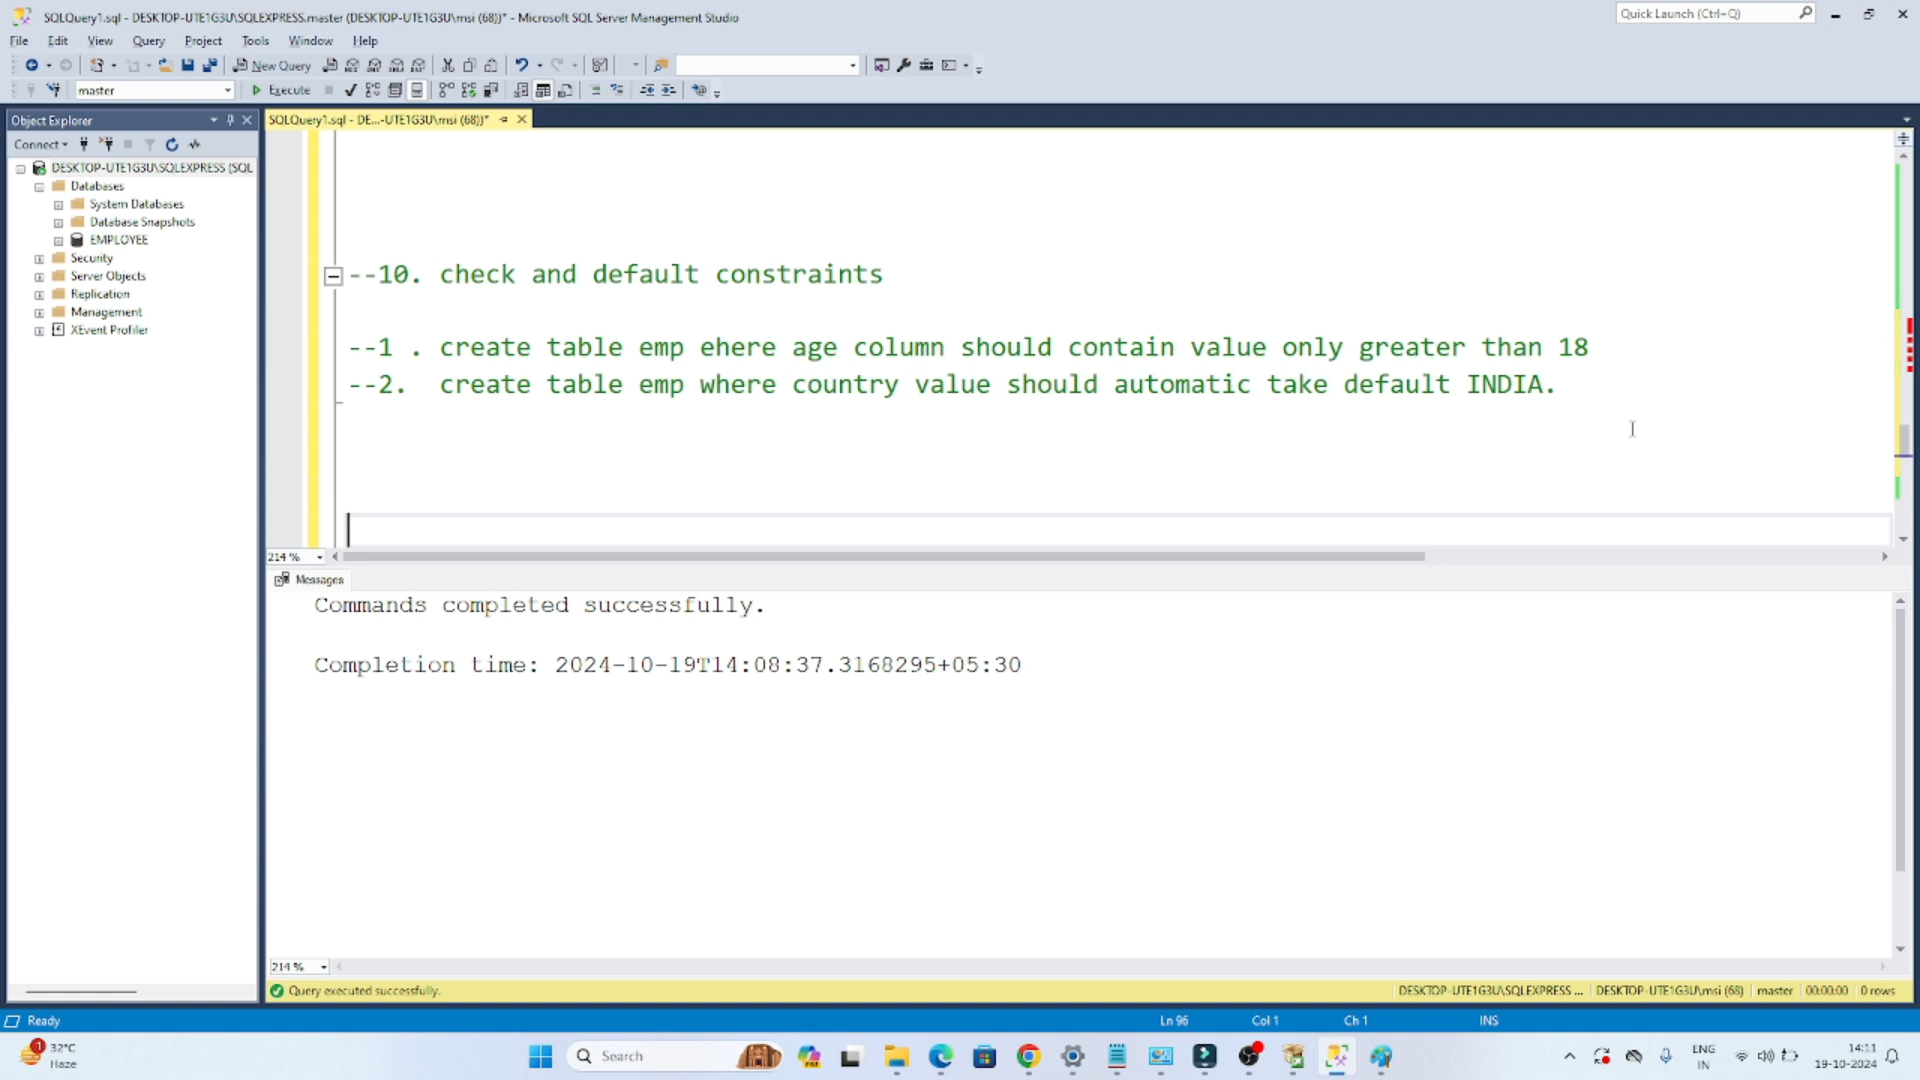 SQLQuery1.sql - DESKTOP-UTE1G3U\SQLEXPRESS.master (DESKTOP-UTE1G3U\msi (68))* - Microsoft SQL Server Management Studio
Quick Launch (Ctrl+Q)
File Edit View Query Project Tools Window Help
New Query
master
Execute
Object Explorer
SQLQuery1.sql - DE...-UTE1G3U\msi (68))*
Connect
DESKTOP-UTE1G3U\SQLEXPRESS (SQL
Databases
System Databases
Database Snapshots
EMPLOYEE
Security
Server Objects
Replication
Management
XEvent Profiler
--10. check and default constraints
--1 . create table emp ehere age column should contain value only greater than 18
--2. create table emp where country value should automatic take default INDIA.
214 %
Messages
Commands completed successfully.
Completion time: 2024-10-19T14:08:37.3168295+05:30
214 %
Query executed successfully.
DESKTOP-UTE1G3U\SQLEXPRESS ... DESKTOP-UTE1G3U\msi (68) master 00:00:00 0 rows
Ready
Ln 96 Col 1 Ch 1 INS
1
32°C
Haze
Search
ENG
IN
14:11
19-10-2024